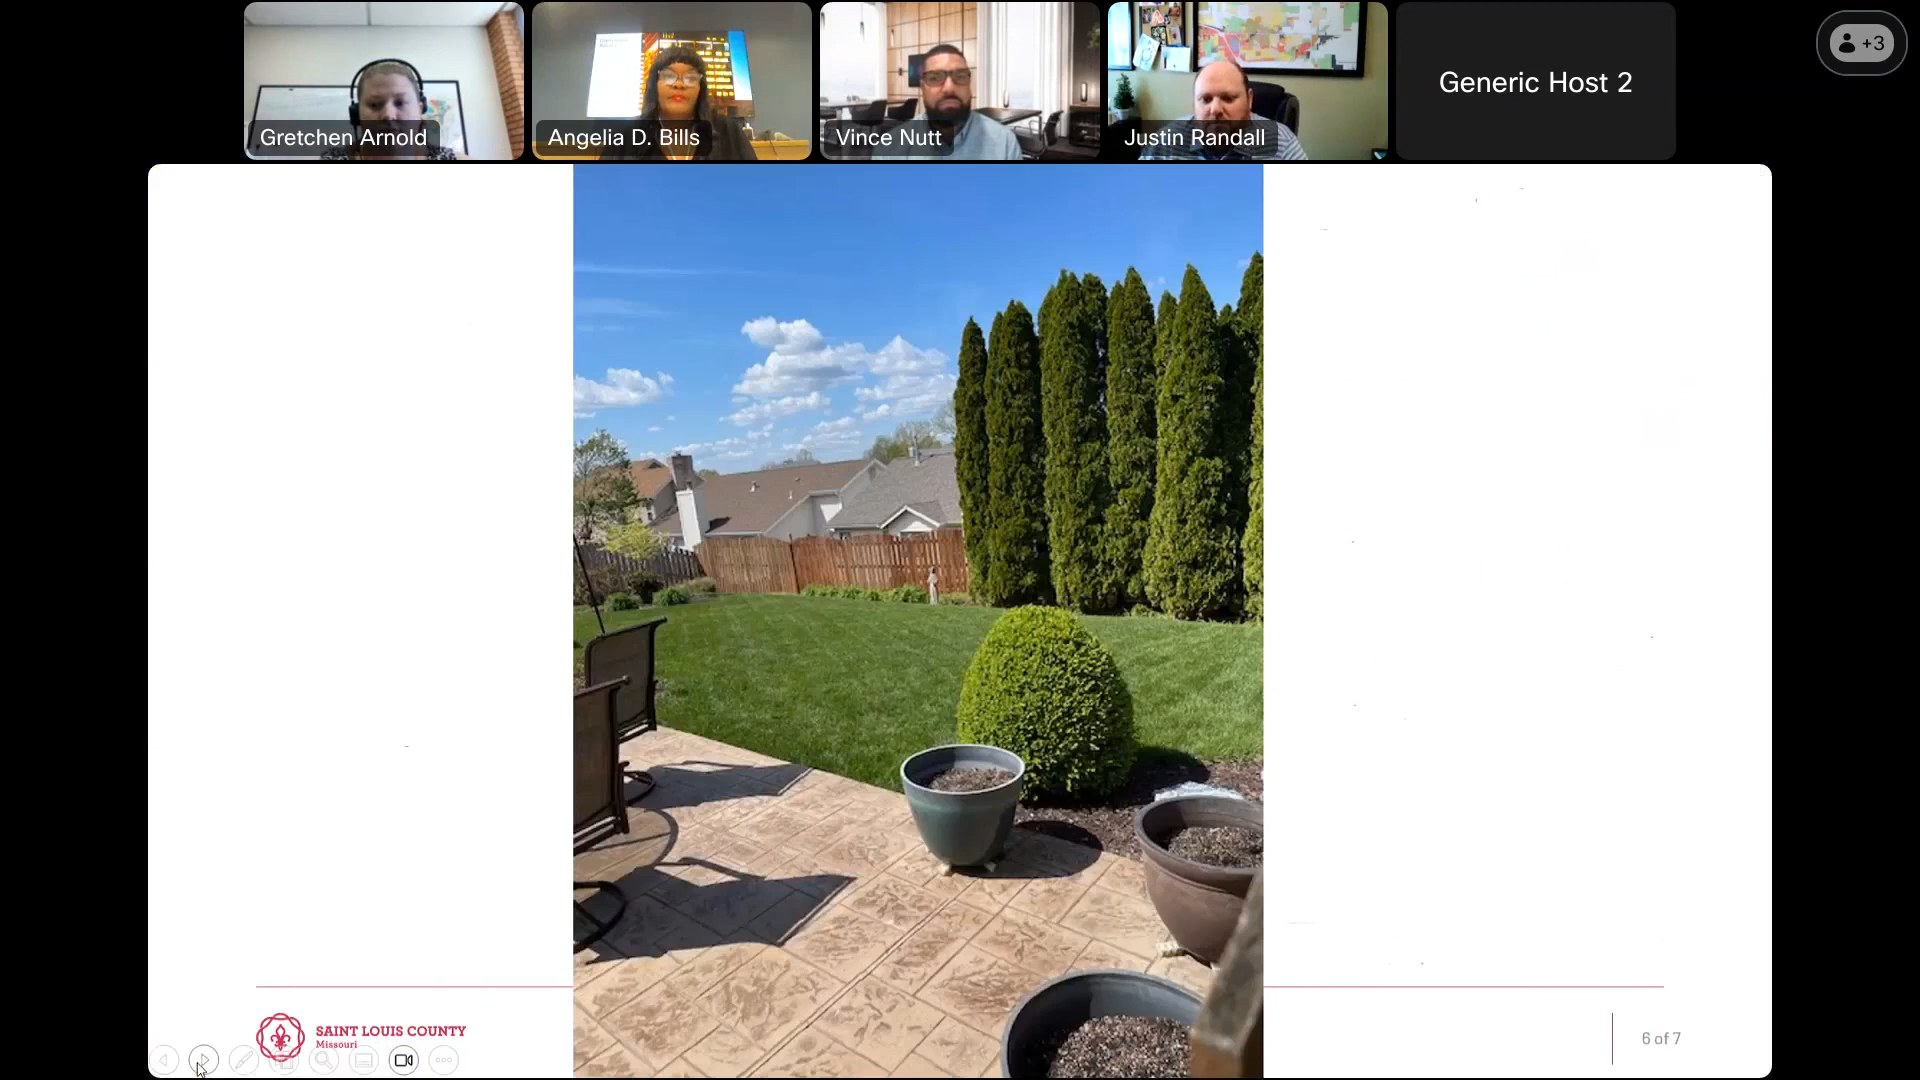 Gretchen Arnold
Angelia D. Bills
Vince Nutt
Justin Randall
Generic Host 2
+3
SAINT LOUIS COUNTY
Missouri
6 of 7